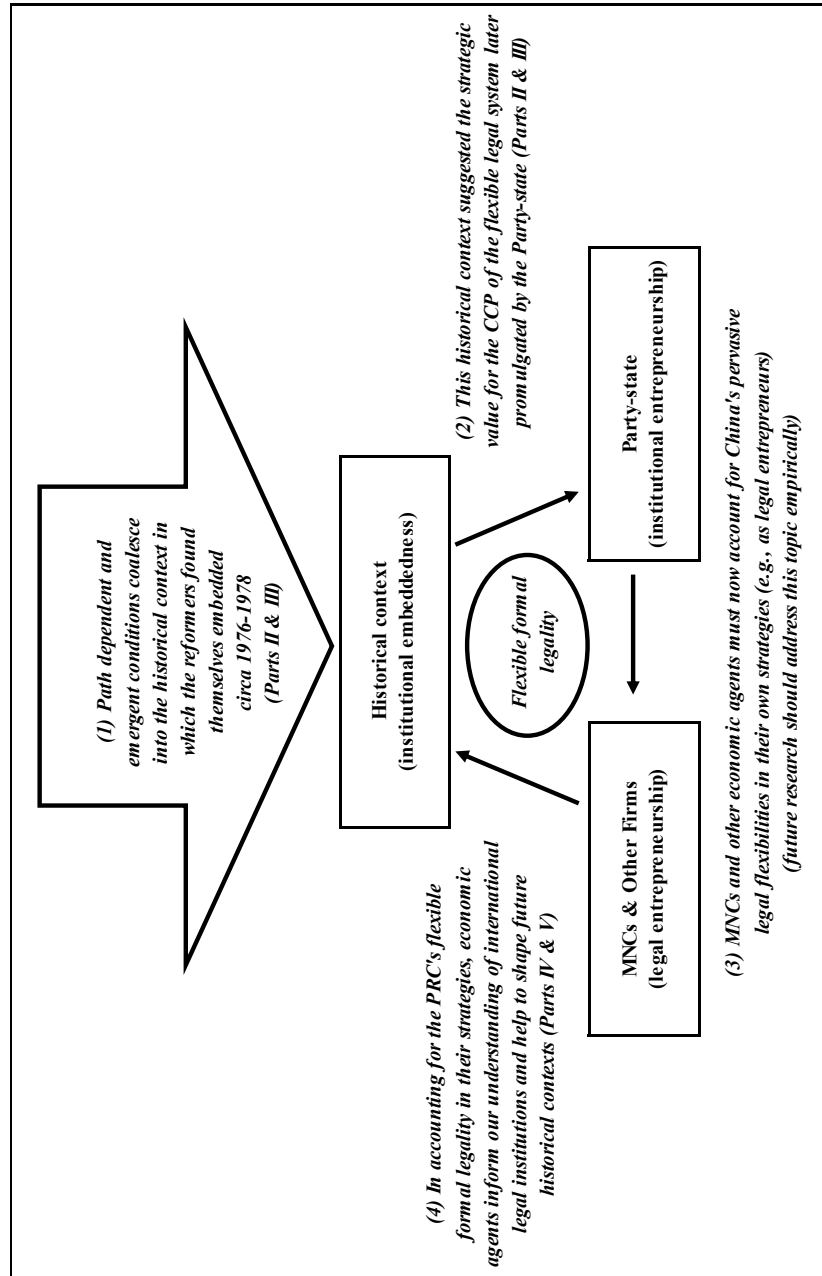 (1) Path dependent and
emergent conditions coalesce
into the historical context in
which the reformers found
themselves embedded
circa 1976-1978
(Parts II & III)
Historical context
(institutional embeddedness)
(2) This historical context suggested the strategic
value for the CCP of the flexible legal system later
promulgated by the Party-state (Parts II & III)
Flexible formal
legality
Party-state
(institutional entrepreneurship)
(3) MNCs and other economic agents must now account for China's pervasive
legal flexibilities in their own strategies (e.g., as legal entrepreneurs)
(future research should address this topic empirically)
MNCs & Other Firms
(legal entrepreneurship)
(4) In accounting for the PRC's flexible
formal legality in their strategies, economic
agents inform our understanding of international
legal institutions and help to shape future
historical contexts (Parts IV & V)